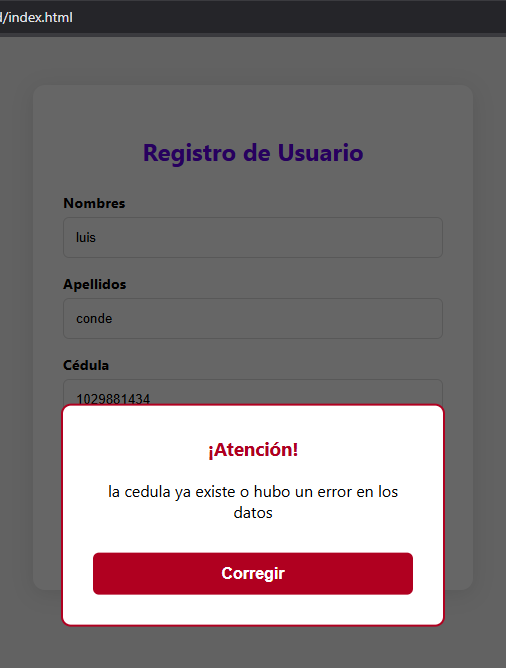 /index.html
Registro de Usuario
Nombres
luis
Apellidos
conde
Cédula
1029881434
¡Atención!
la cedula ya existe o hubo un error en los
datos
Corregir